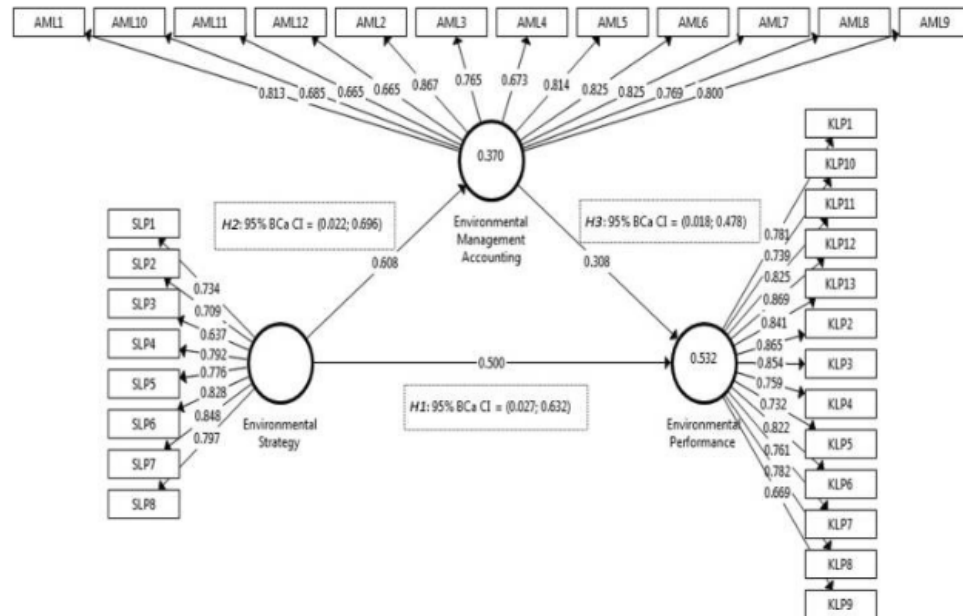 AML1 AML10 AML11 AML12 AML2 AML3 AML4 AML5 AML6 AML7 AML8 AML9
0.813 0.685 0.665 0.665 0.867 0.765 0.673 0.814 0.825 0.825 0.769 0.800
0.370
Environmental
Management
Accounting
H2: 95% BCa CI = (0.022; 0.696)
H3: 95% BCa CI = (0.018; 0.478)
0.608
0.308
SLP1
SLP2
SLP3
SLP4
SLP5
SLP6
SLP7
SLP8
0.734
0.709
0.637
0.792
0.776
0.828
0.848
0.797
Environmental
Strategy
0.500
H1: 95% BCa CI = (0.027; 0.632)
0.532
Environmental
Performance
0.781
0.739
0.825
0.869
0.841
0.865
0.854
0.759
0.732
0.822
0.761
0.782
0.669
KLP1
KLP10
KLP11
KLP12
KLP13
KLP2
KLP3
KLP4
KLP5
KLP6
KLP7
KLP8
KLP9